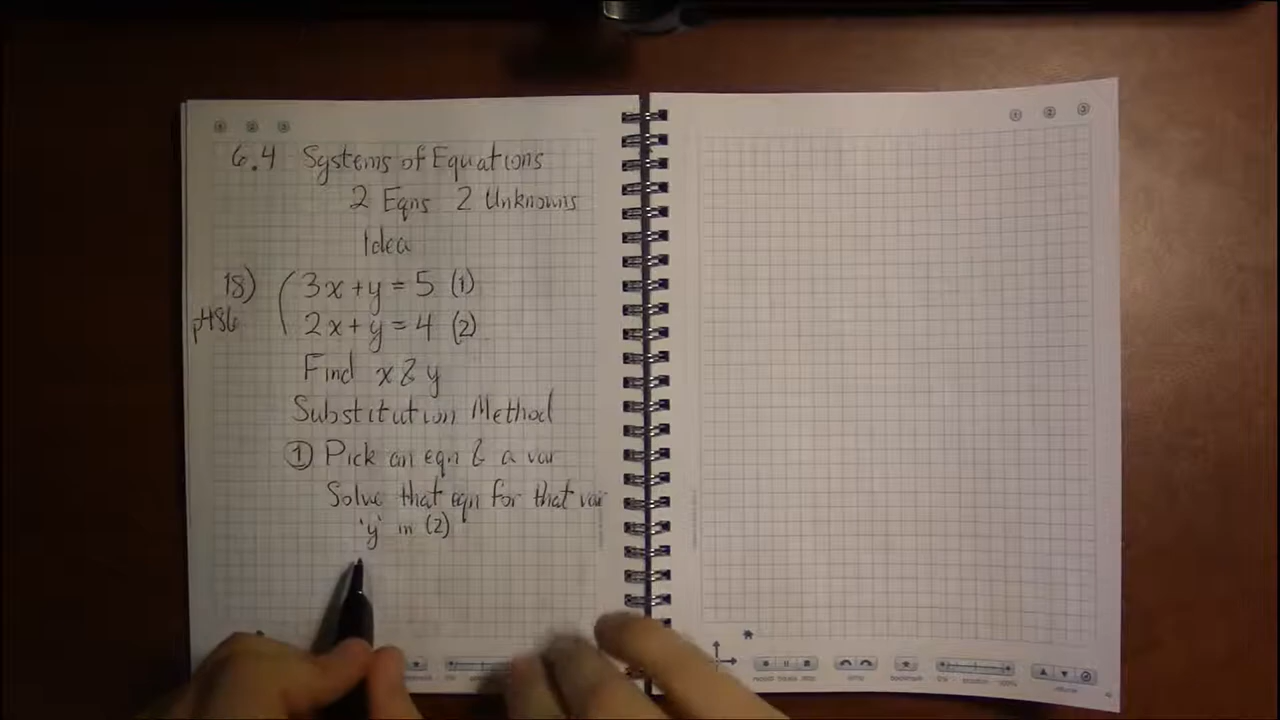 6.4 Systems of Equations
2 Eqns 2 Unknowns
Idea
18) 3x + y = 5 (1)
p486 2x + y = 4 (2)
Find x & y
Substitution Method
① Pick an eqn & a var
Solve that eqn for that var
'y' in (2)